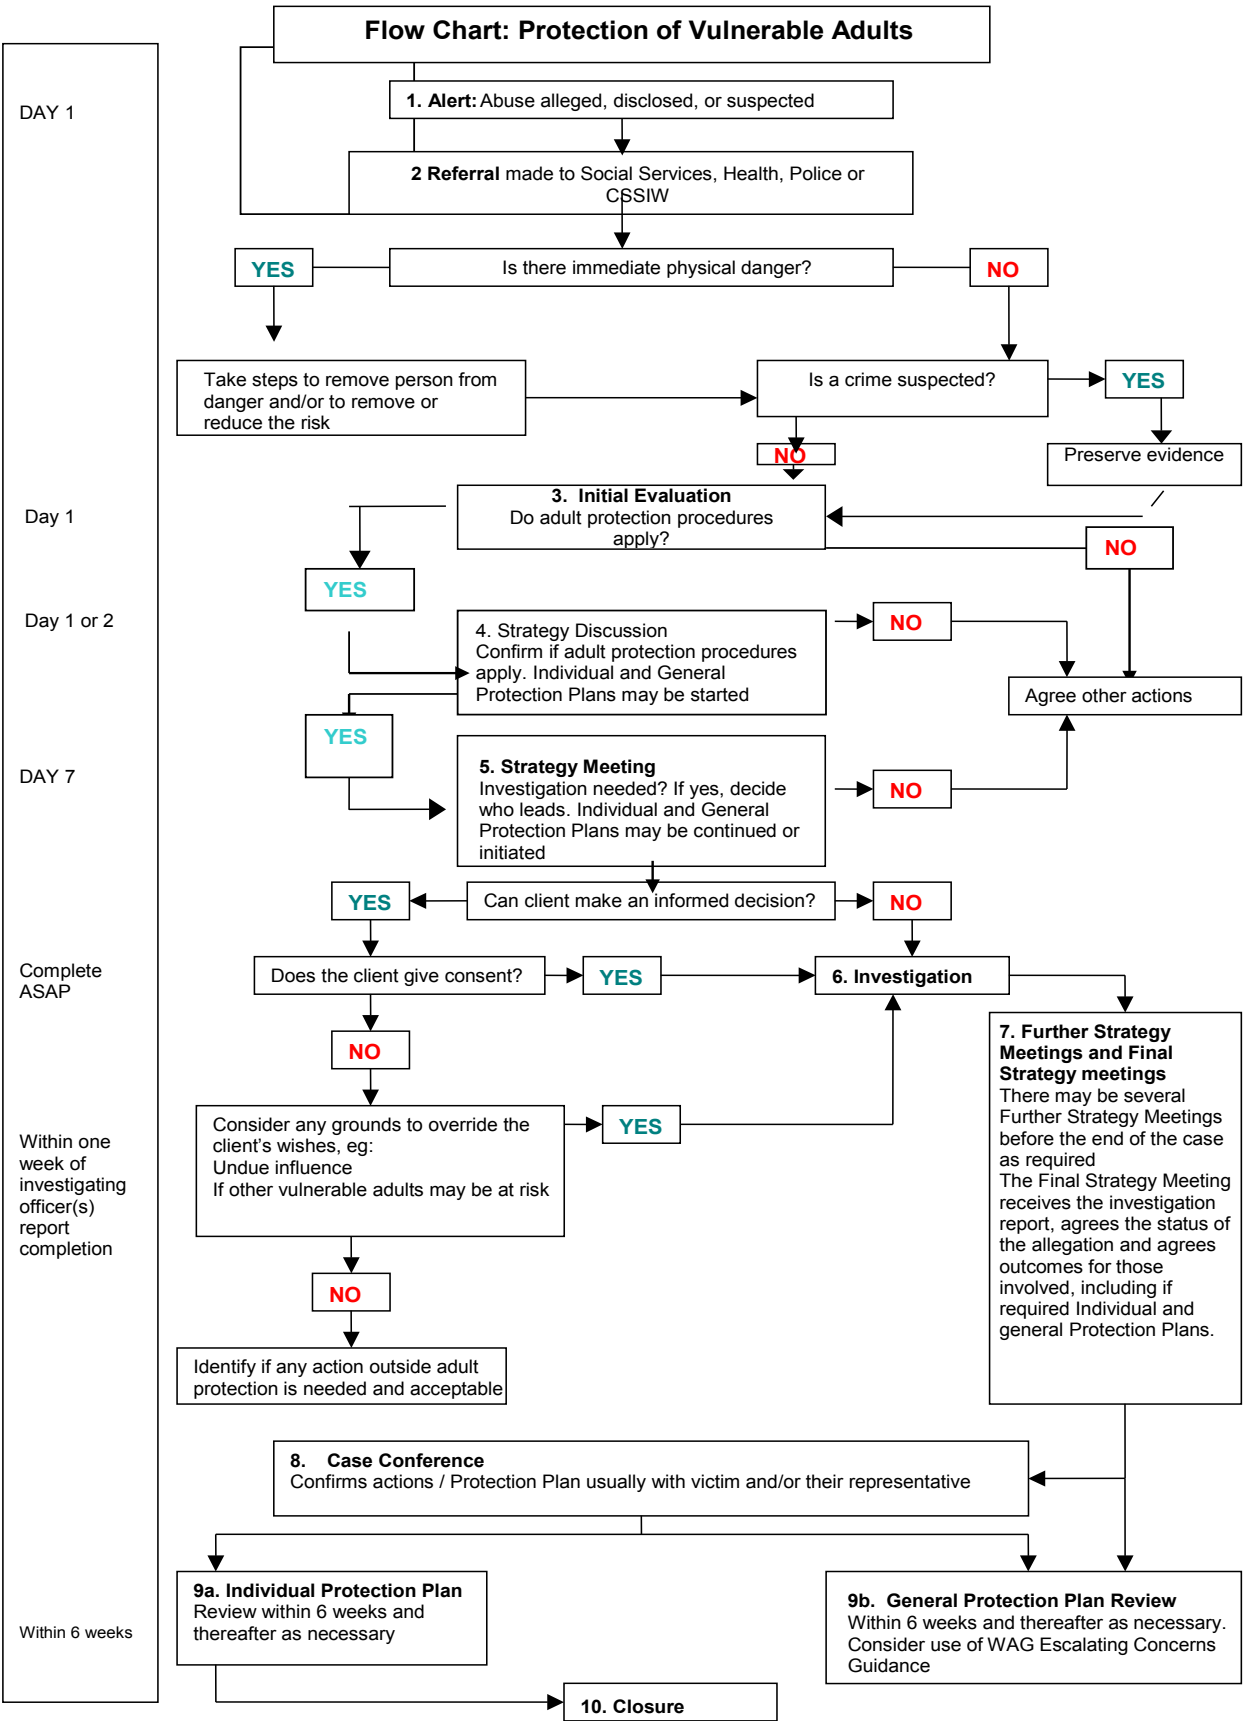 Flow Chart: Protection of Vulnerable Adults
DAY 1
1. Alert: Abuse alleged, disclosed, or suspected
2 Referral made to Social Services, Health, Police or
CSSIW
YES
Is there immediate physical danger?
NO
Take steps to remove person from
danger and/or to remove or
reduce the risk
Is a crime suspected?
YES
NO
Preserve evidence
Day 1
3. Initial Evaluation
Do adult protection procedures
apply?
NO
YES
Day 1 or 2
4. Strategy Discussion
Confirm if adult protection procedures
apply. Individual and General
Protection Plans may be started
NO
Agree other actions
YES
DAY 7
5. Strategy Meeting
Investigation needed? If yes, decide
who leads. Individual and General
Protection Plans may be continued or
initiated
NO
YES
Can client make an informed decision?
NO
Complete
ASAP
Does the client give consent?
YES
6. Investigation
NO
7. Further Strategy
Meetings and Final
Strategy meetings
There may be several
Further Strategy Meetings
before the end of the case
as required
The Final Strategy Meeting
receives the investigation
report, agrees the status of
the allegation and agrees
outcomes for those
involved, including if
required Individual and
general Protection Plans.
Within one
week of
investigating
officer(s)
report
completion
Consider any grounds to override the
client's wishes, eg:
Undue influence
If other vulnerable adults may be at risk
YES
NO
Identify if any action outside adult
protection is needed and acceptable
8. Case Conference
Confirms actions / Protection Plan usually with victim and/or their representative
9a. Individual Protection Plan
Review within 6 weeks and
thereafter as necessary
9b. General Protection Plan Review
Within 6 weeks and thereafter as necessary.
Consider use of WAG Escalating Concerns
Guidance
Within 6 weeks
10. Closure